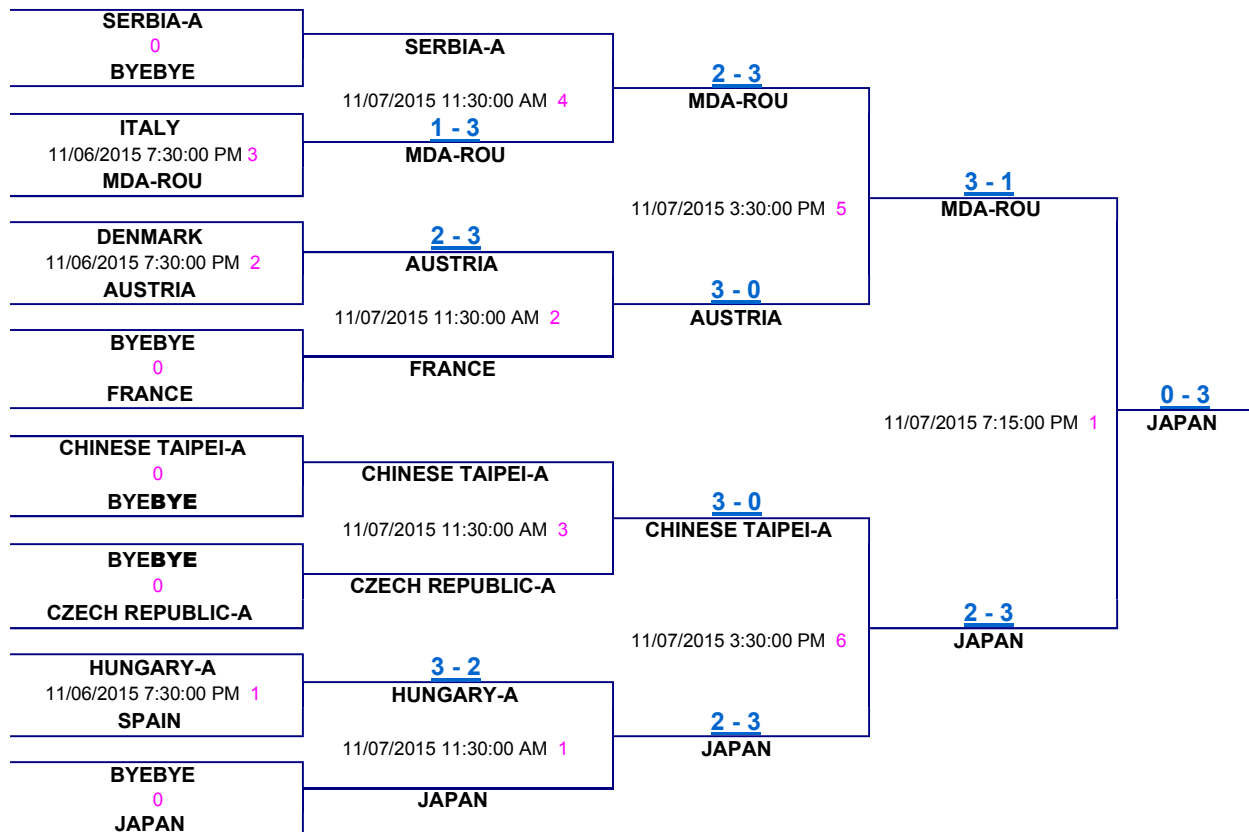 SERBIA-A
0
BYEBYE
ITALY
11/06/2015 7:30:00 PM 3
MDA-ROU
DENMARK
11/06/2015 7:30:00 PM 2
AUSTRIA
BYEBYE
0
FRANCE
CHINESE TAIPEI-A
0
BYEBYE
BYEBYE
0
CZECH REPUBLIC-A
HUNGARY-A
11/06/2015 7:30:00 PM 1
SPAIN
BYEBYE
0
JAPAN
SERBIA-A
11/07/2015 11:30:00 AM 4
1 - 3
MDA-ROU
2 - 3
AUSTRIA
11/07/2015 11:30:00 AM 2
FRANCE
CHINESE TAIPEI-A
11/07/2015 11:30:00 AM 3
CZECH REPUBLIC-A
3 - 2
HUNGARY-A
11/07/2015 11:30:00 AM 1
JAPAN
2 - 3
MDA-ROU
11/07/2015 3:30:00 PM 5
3 - 0
AUSTRIA
3 - 0
CHINESE TAIPEI-A
11/07/2015 3:30:00 PM 6
2 - 3
JAPAN
3 - 1
MDA-ROU
11/07/2015 7:15:00 PM 1
2 - 3
JAPAN
0 - 3
JAPAN